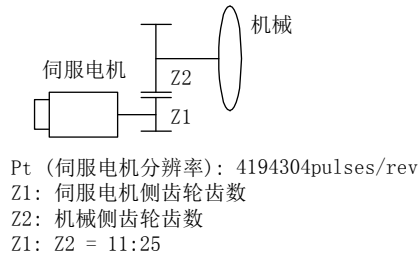 机械
伺服电机
Z2
Z1
Pt (伺服电机分辨率): 4194304pulses/rev
Z1: 伺服电机侧齿轮齿数
Z2: 机械侧齿轮齿数
Z1: Z2 = 11:25